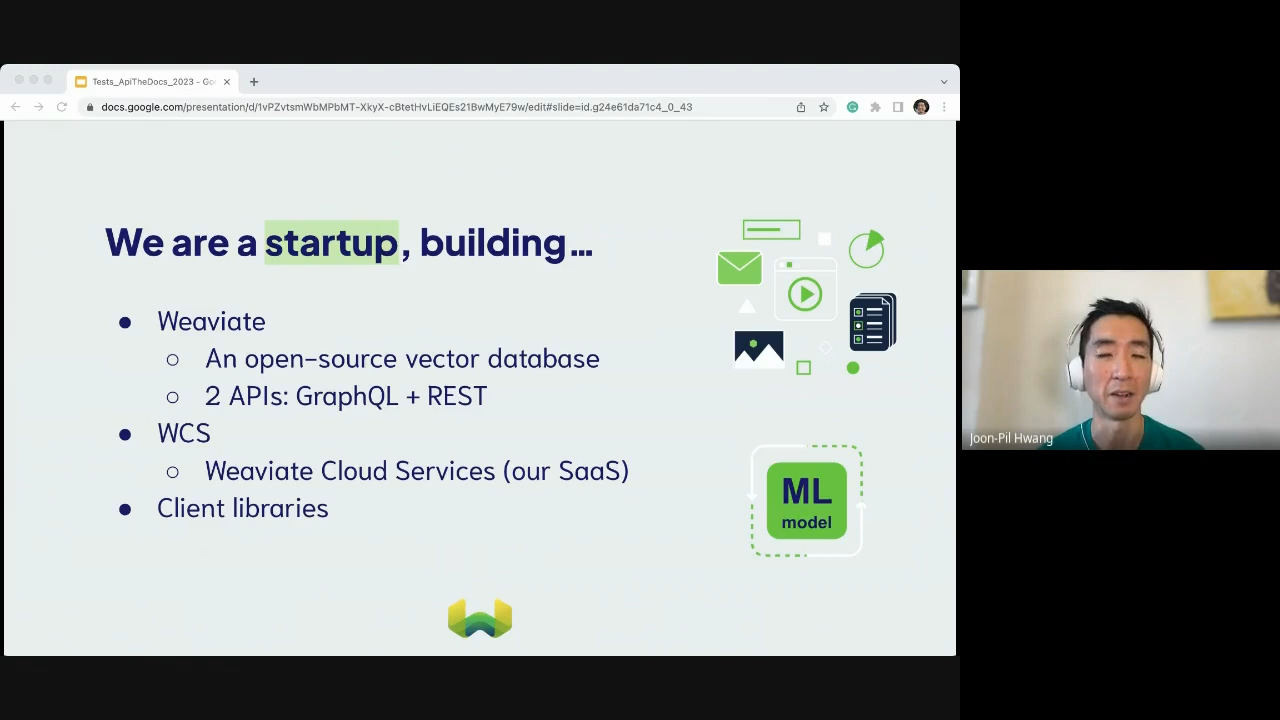 Tests_ApiTheDocs_2023 - Go
docs.google.com/presentation/d/1vPZvtsmWbMPbMT-XkyX-cBtetHvLiEQEs21BwMyE79w/edit#slide=id.g24e61da71c4_0_43
We are a startup, building...
● Weaviate
○ An open-source vector database
○ 2 APIs: GraphQL + REST
● WCS
○ Weaviate Cloud Services (our SaaS)
● Client libraries
ML
model
Joon-Pil Hwang